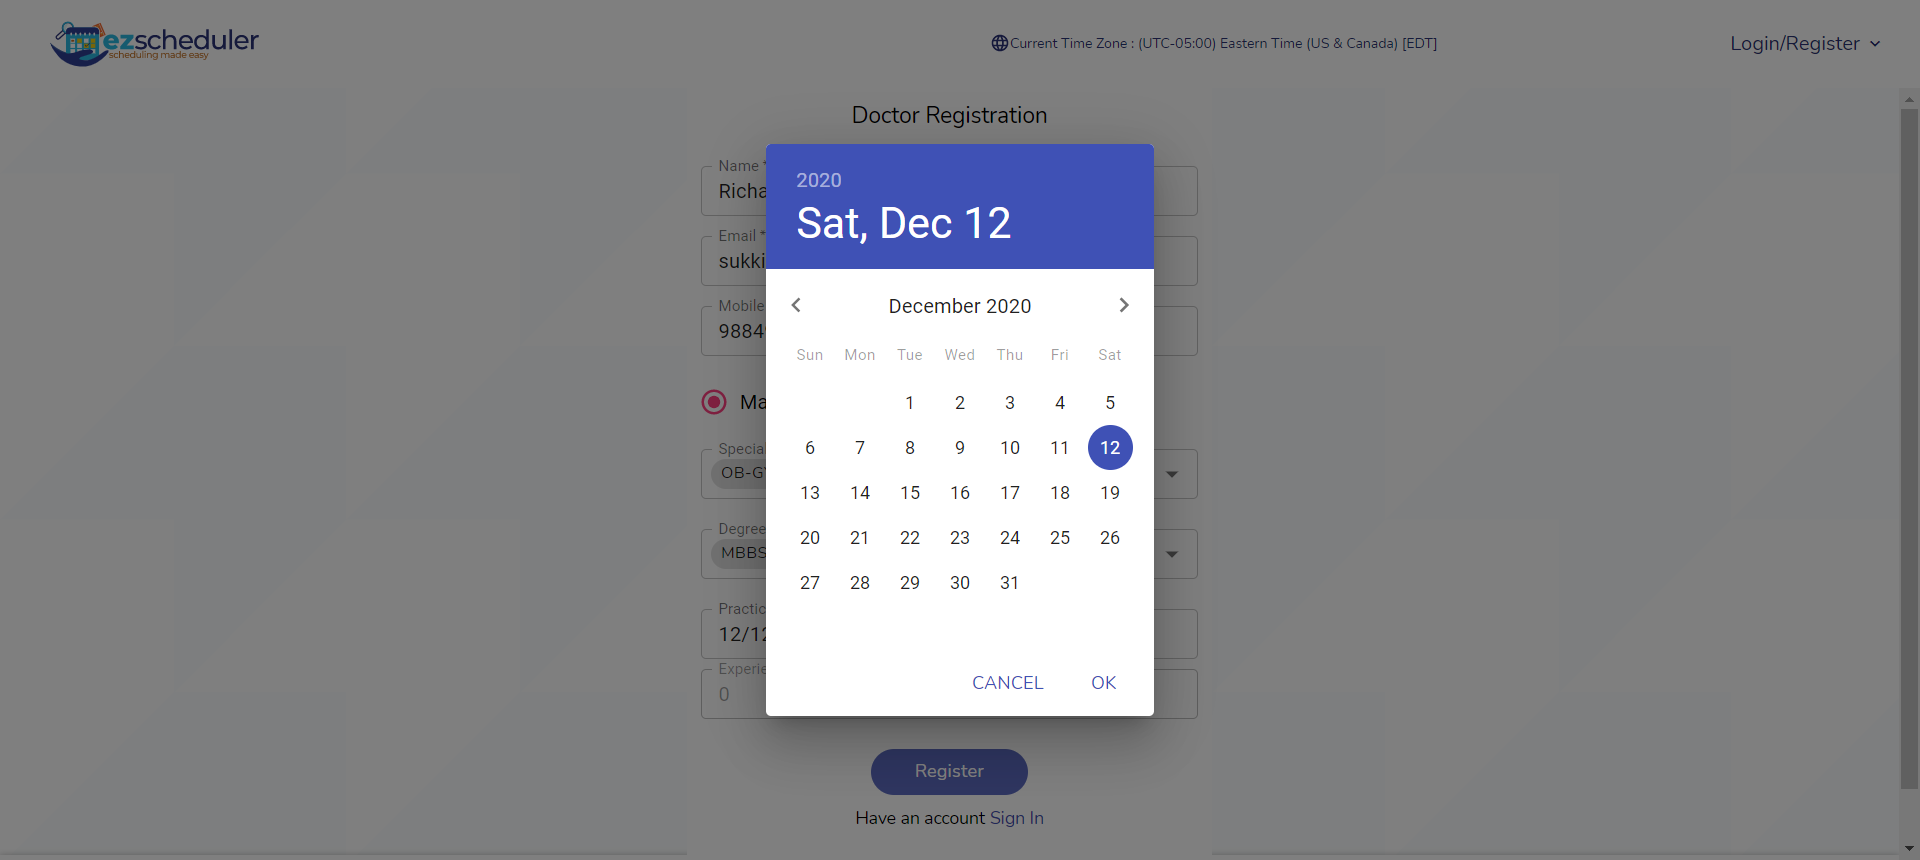 ezscheduler
scheduling made easy
Current Time Zone : (UTC-05:00) Eastern Time (US & Canada) [EDT]
Login/Register
Doctor Registration
Name *
Richa
Email *
sukki
Mobile
9884
Ma
Special
OB-GY
Degree
MBBS
Practic
12/12
Experie
0
2020
Sat, Dec 12
December 2020
Sun Mon Tue Wed Thu Fri Sat
1 2 3 4 5
6 7 8 9 10 11 12
13 14 15 16 17 18 19
20 21 22 23 24 25 26
27 28 29 30 31
CANCEL OK
Register
Have an account Sign In